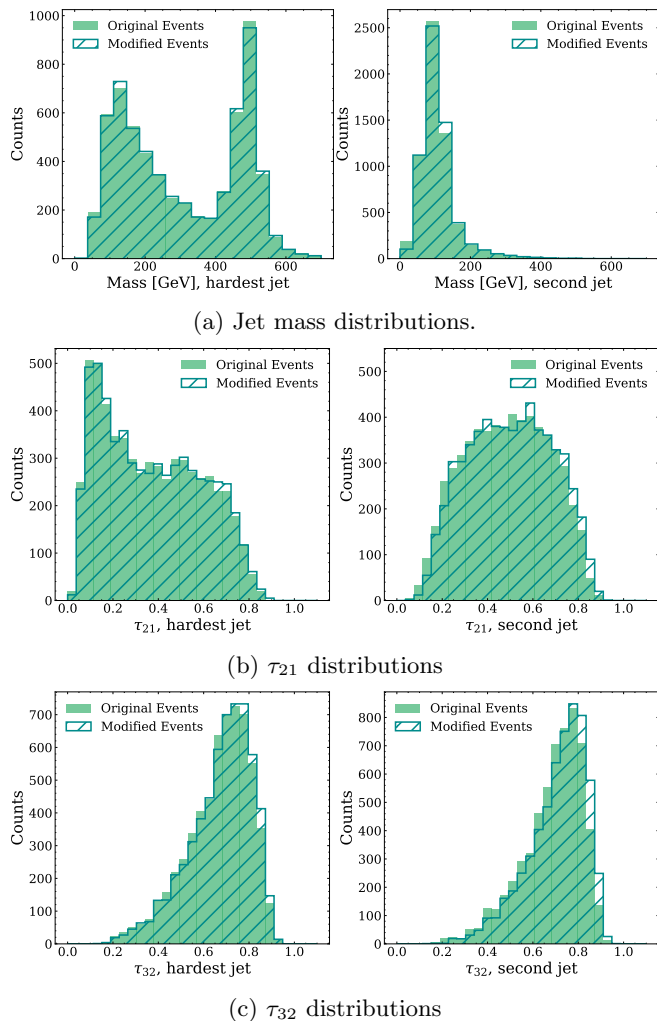 Original Events
Modified Events
1000
800
600
400
200
0
Counts
0 200 400 600
Mass [GeV], hardest jet
Original Events
Modified Events
2500
2000
1500
1000
500
0
Counts
0 200 400 600
Mass [GeV], second jet
(a) Jet mass distributions.
Original Events
Modified Events
500
400
300
200
100
0
Counts
0.0 0.2 0.4 0.6 0.8 1.0
τ21, hardest jet
Original Events
Modified Events
500
400
300
200
100
0
Counts
0.0 0.2 0.4 0.6 0.8 1.0
τ21, second jet
(b) τ21 distributions
Original Events
Modified Events
700
600
500
400
300
200
100
0
Counts
0.0 0.2 0.4 0.6 0.8 1.0
τ32, hardest jet
Original Events
Modified Events
800
700
600
500
400
300
200
100
0
Counts
0.0 0.2 0.4 0.6 0.8 1.0
τ32, second jet
(c) τ32 distributions